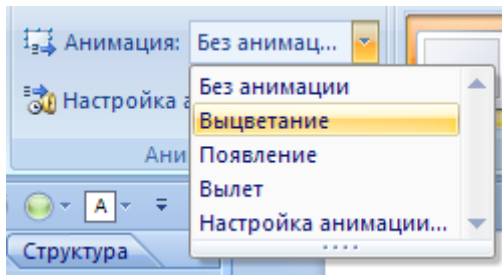 Анимация: Без анимац...
Без анимации
Настройка а
Выцветание
Ани
Появление
Вылет
A
Настройка анимации...
Структура